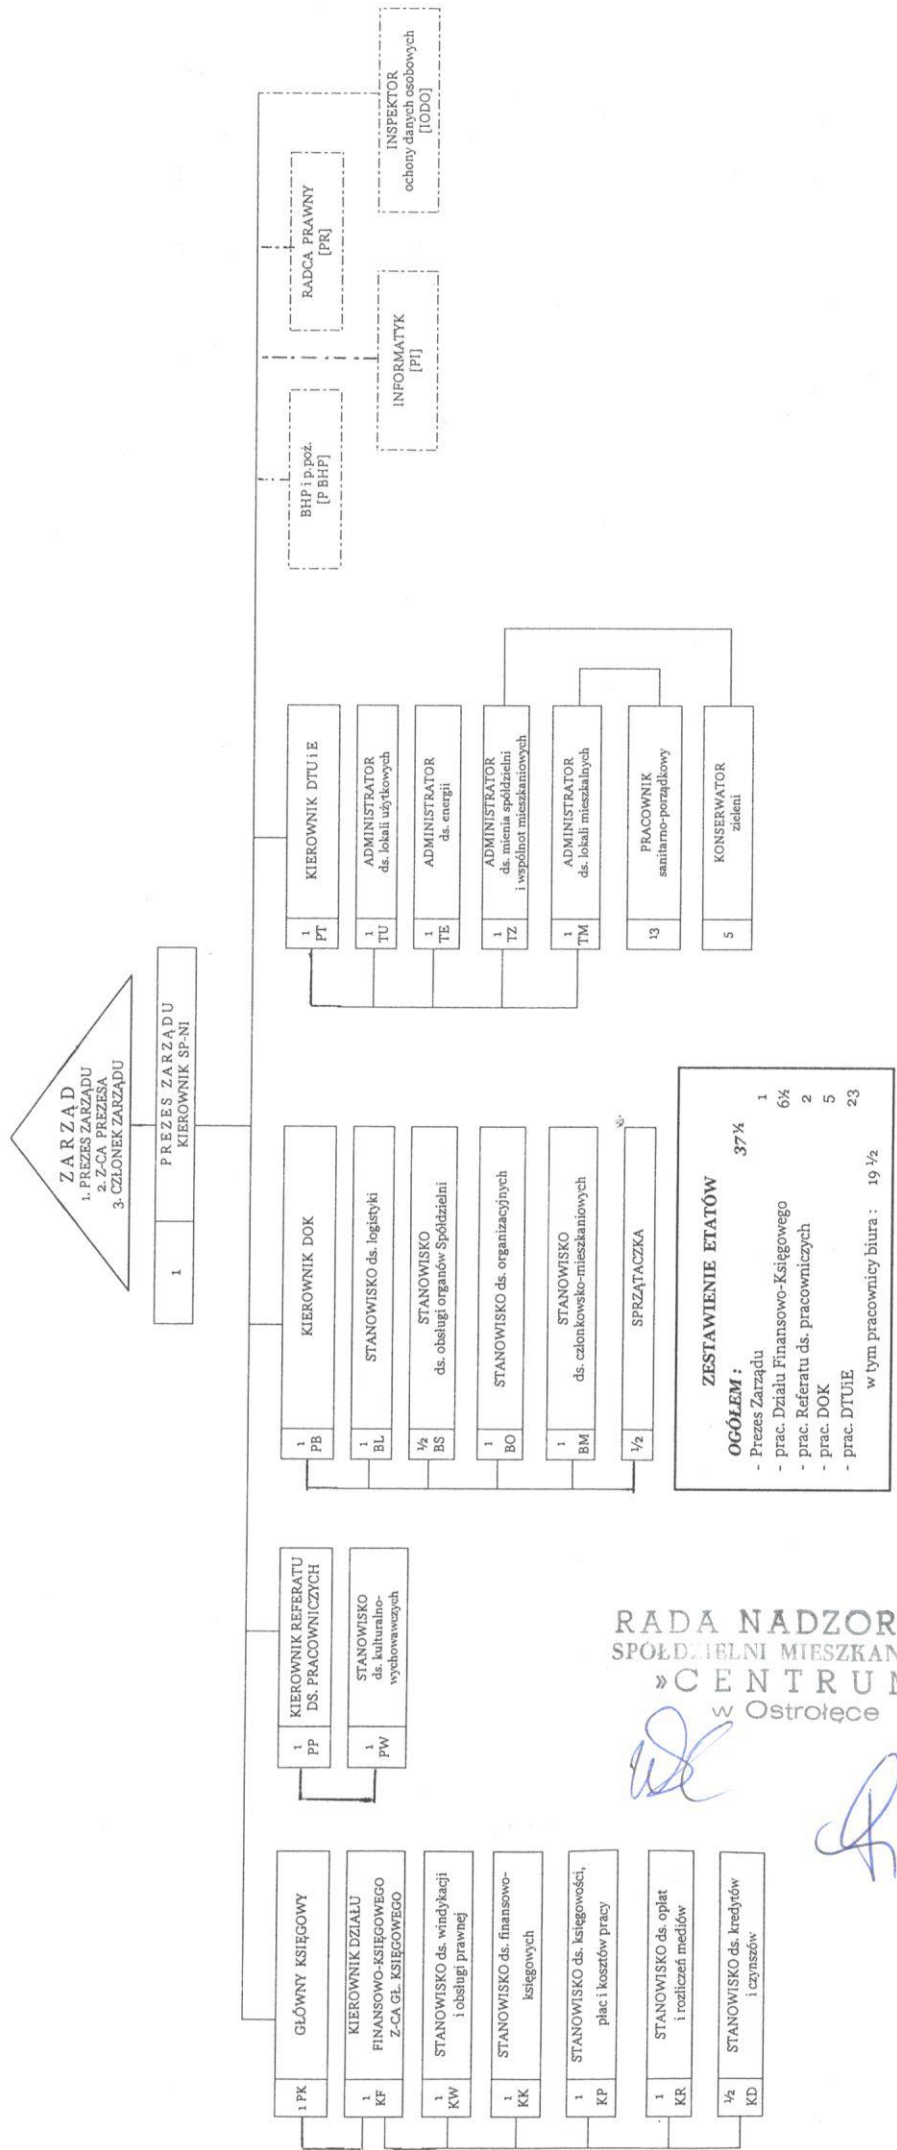 ZARZĄD
1. PREZES ZARZĄDU
2. Z-CA PREZESA
3. CZŁONEK ZARZĄDU
1
PREZES ZARZĄDU
KIEROWNIK SP-NI
1 PK
GŁÓWNY KSIĘGOWY
1
KF
KIEROWNIK DZIAŁU
FINANSOWO-KSIĘGOWEGO
Z-CA GŁ. KSIĘGOWEGO
1
KW
STANOWISKO ds. windykacji
i obsługi prawnej
1
KK
STANOWISKO ds. finansowo-
księgowych
1
KP
STANOWISKO ds. księgowości,
płac i kosztów pracy
1
KR
STANOWISKO ds. opłat
i rozliczeń mediów
½
KD
STANOWISKO ds. kredytów
i czynszów
1
PP
KIEROWNIK REFERATU
DS. PRACOWNICZYCH
1
PW
STANOWISKO
ds. kulturalno-
wychowawczych
1
PB
KIEROWNIK DOK
1
BL
STANOWISKO ds. logistyki
½
BS
STANOWISKO
ds. obsługi organów Spółdzielni
1
BO
STANOWISKO ds. organizacyjnych
1
BM
STANOWISKO
ds. członkowsko-mieszkaniowych
½
SPRZĄTACZKA
1
PT
KIEROWNIK DTU i E
1
TU
ADMINISTRATOR
ds. lokali użytkowych
1
TE
ADMINISTRATOR
ds. energii
1
TZ
ADMINISTRATOR
ds. mienia spółdzielni
i wspólnot mieszkaniowych
1
TM
ADMINISTRATOR
ds. lokali mieszkalnych
13
PRACOWNIK
sanitarno-porządkowy
5
KONSERWATOR
zieleni
BHP i p.poż.
[P BHP]
INFORMATYK
[PI]
RADCA PRAWNY
[PR]
INSPEKTOR
ochony danych osobowych
[IODO]
ZESTAWIENIE ETATÓW
OGÓŁEM : 37½
- Prezes Zarządu 1
- prac. Działu Finansowo-Księgowego 6½
- prac. Referatu ds. pracowniczych 2
- prac. DOK 5
- prac. DTUiE 23
w tym pracownicy biura : 19 ½
RADA NADZOR
SPÓŁDZIELNI MIESZKAN
»CENTRUM
w Ostrołęce